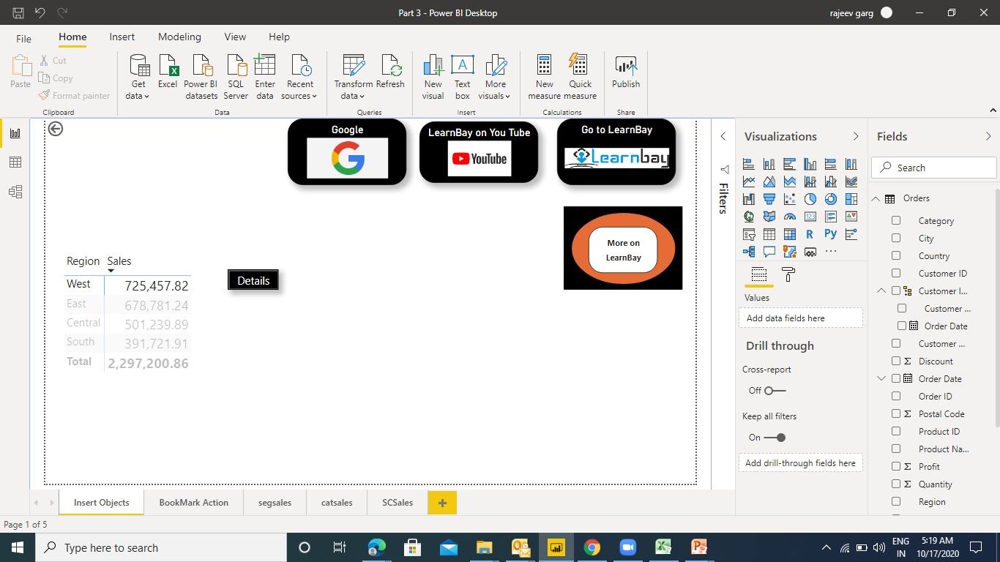 Part 3 - Power BI Desktop
rajeev garg
File
Home
Insert
Modeling
View
Help
Paste
Cut
Copy
Format painter
Clipboard
Get data
Excel
Power BI datasets
SQL Server
Enter data
Recent sources
Data
Transform data
Refresh
Queries
New visual
Text box
More visuals
Insert
New measure
Quick measure
Calculations
Publish
Share
Google
G
LearnBay on You Tube
YouTube
Go to LearnBay
Learnbay
More on
LearnBay
Region Sales
West 725,457.82
East 678,781.24
Central 501,239.89
South 391,721.91
Total 2,297,200.86
Details
Filters
Visualizations
123
R
Py
Values
Add data fields here
Drill through
Cross-report
Off
Keep all filters
On
Add drill-through fields here
Fields
Search
Orders
Category
City
Country
Customer ID
Customer I...
Customer ...
Order Date
Customer ...
Σ Discount
Order Date
Order ID
Σ Postal Code
Product ID
Product Na...
Σ Profit
Σ Quantity
Region
Insert Objects
BookMark Action
segsales
catsales
SCSales
+
Page 1 of 5
Type here to search
ENG
IN
5:19 AM
10/17/2020